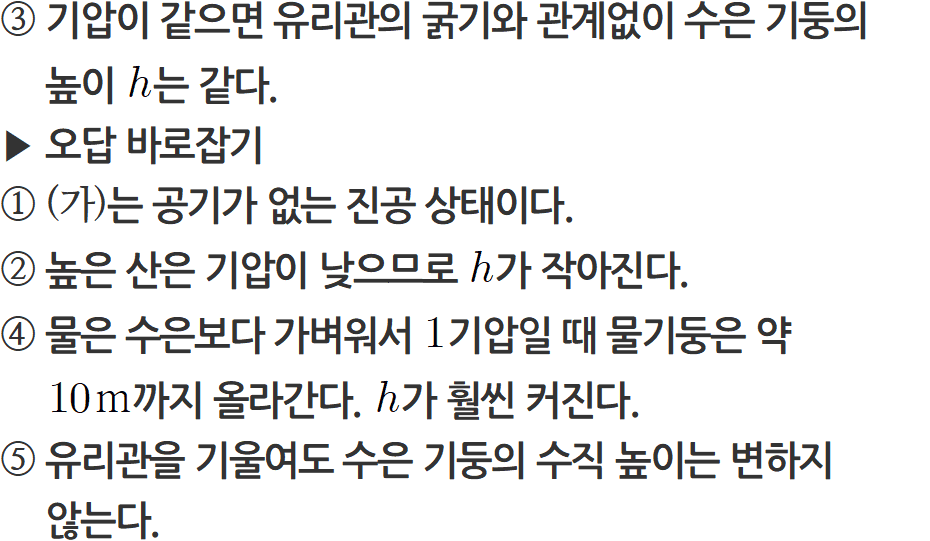 ③ 기압이 같으면 유리관의 굵기와 관계없이 수은 기둥의
높이 h는 같다.
▶ 오답 바로잡기
① (가)는 공기가 없는 진공 상태이다.
② 높은 산은 기압이 낮으므로 h가 작아진다.
④ 물은 수은보다 가벼워서 1기압일 때 물기둥은 약
10m까지 올라간다. h가 훨씬 커진다.
⑤ 유리관을 기울여도 수은 기둥의 수직 높이는 변하지
않는다.